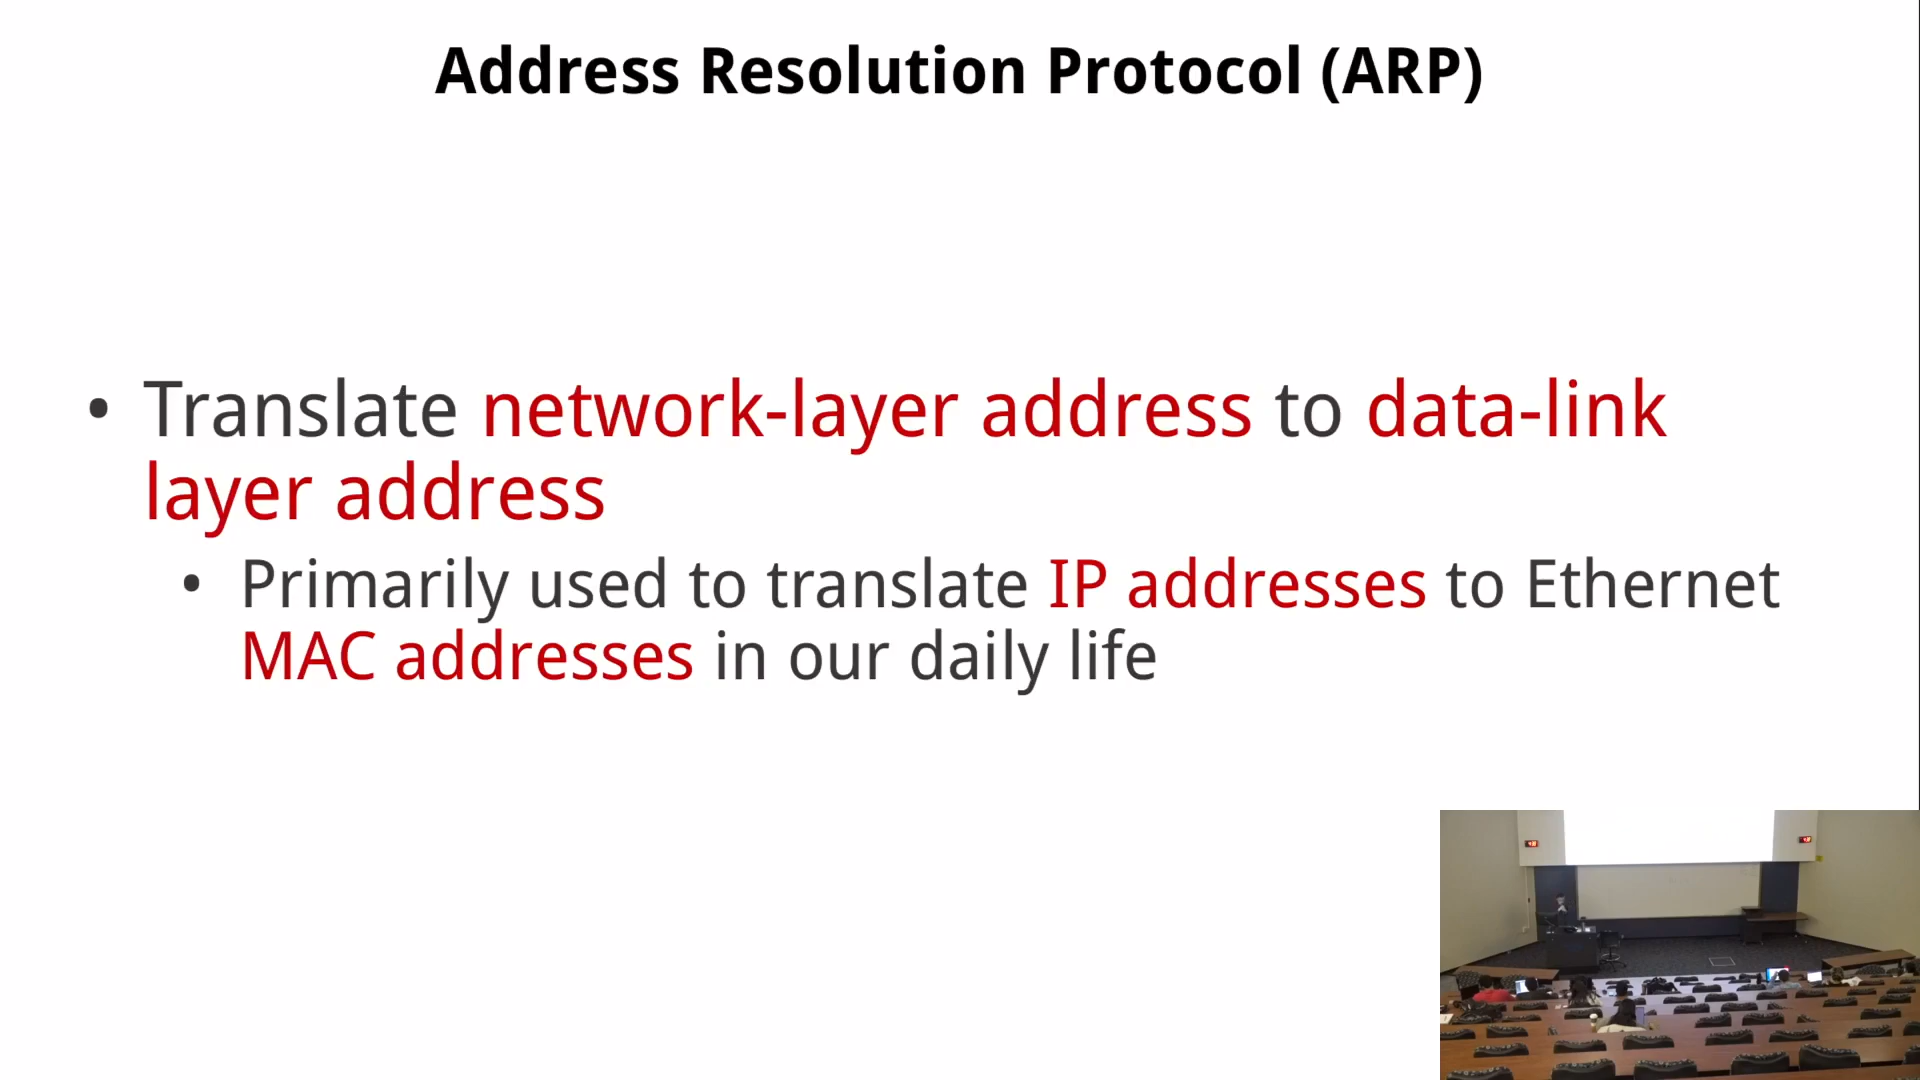 Address Resolution Protocol (ARP)
• Translate network-layer address to data-link
layer address
• Primarily used to translate IP addresses to Ethernet
MAC addresses in our daily life